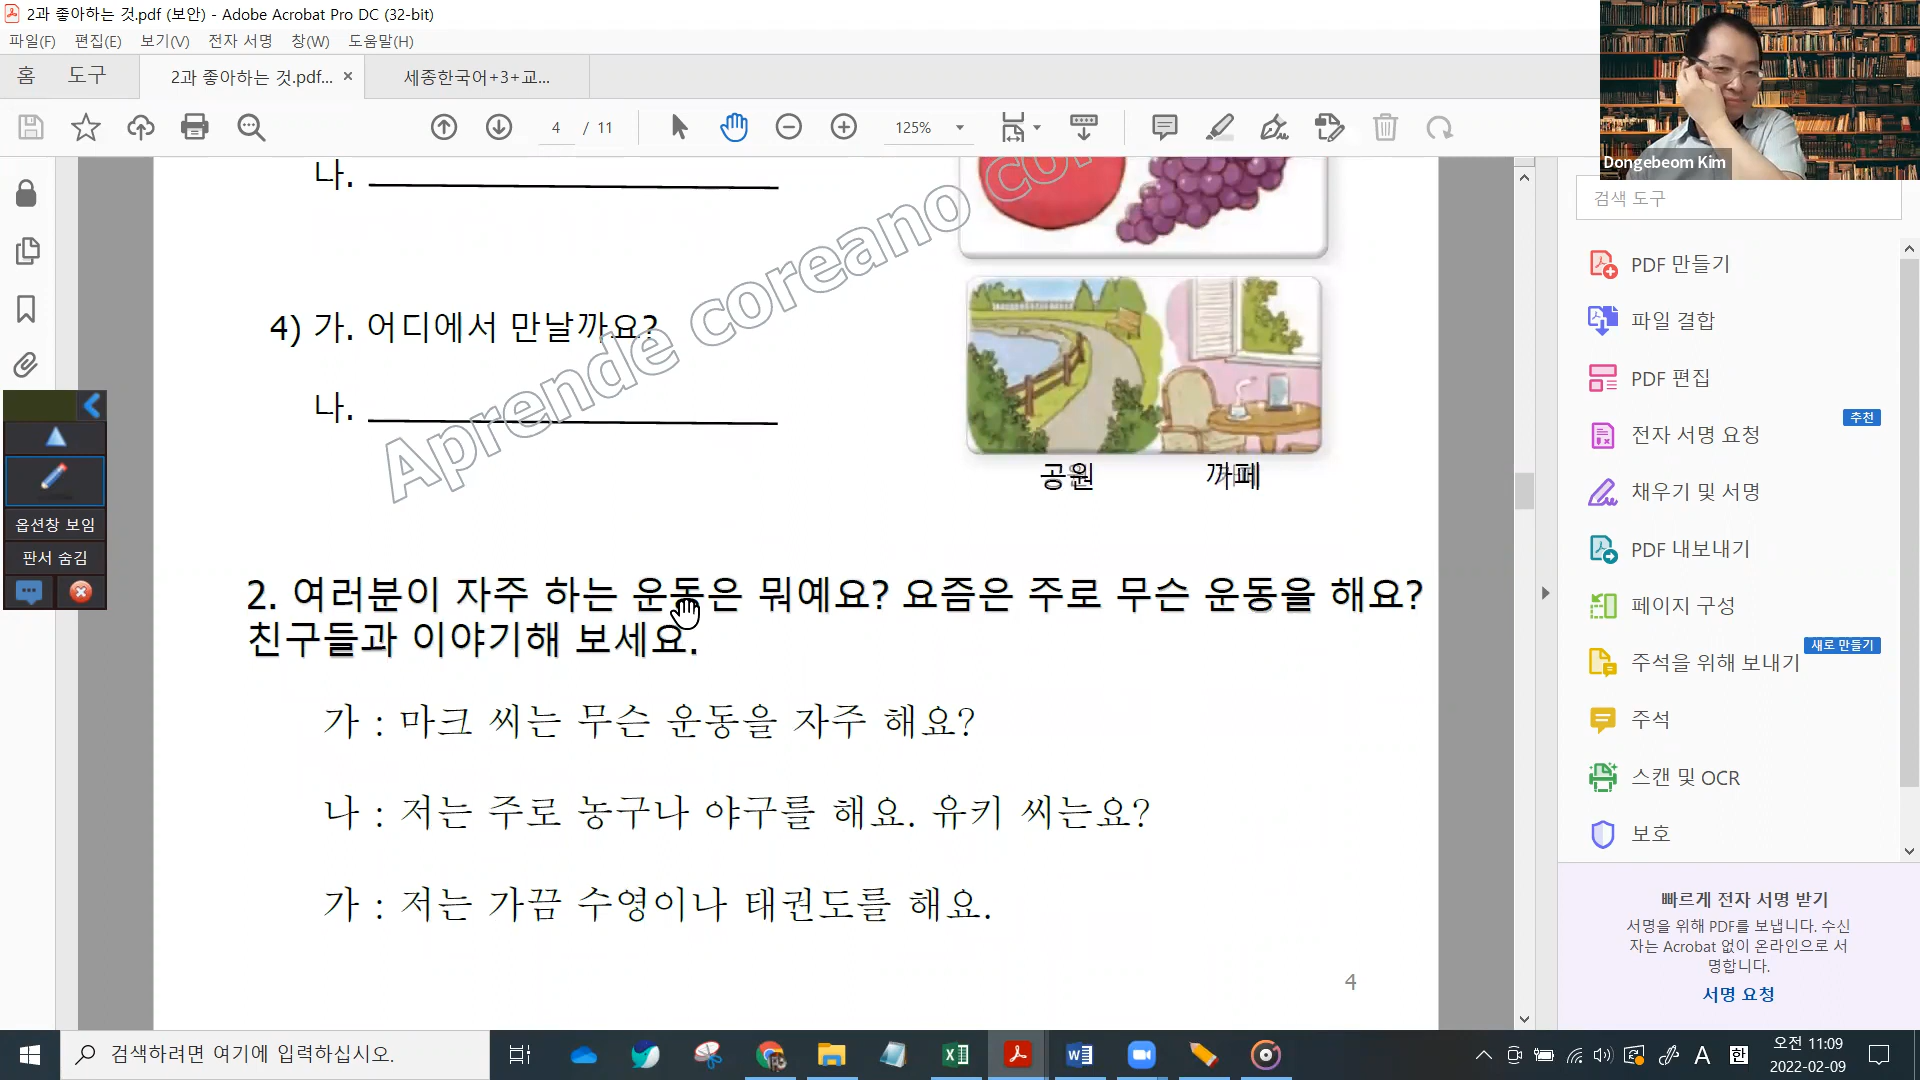 2과 좋아하는 것.pdf (보안) - Adobe Acrobat Pro DC (32-bit)
파일(F) 편집(E) 보기(V) 전자 서명 창(W) 도움말(H)
홈 도구 2과 좋아하는 것.pdf... × 세종한국어+3+교...
4 / 11 125%
Dongebeom Kim
검색 도구
나.
4) 가. 어디에서 만날까요?
나.
Aprende coreano
공원 까페
2. 여러분이 자주 하는 운동은 뭐예요? 요즘은 주로 무슨 운동을 해요?
친구들과 이야기해 보세요.
가 : 마크 씨는 무슨 운동을 자주 해요?
나 : 저는 주로 농구나 야구를 해요. 유키 씨는요?
가 : 저는 가끔 수영이나 태권도를 해요.
4
옵션창 보임
판서 숨김
PDF 만들기
파일 결합
PDF 편집
추천
전자 서명 요청
채우기 및 서명
PDF 내보내기
페이지 구성
새로 만들기
주석을 위해 보내기
주석
스캔 및 OCR
보호
빠르게 전자 서명 받기
서명을 위해 PDF를 보냅니다. 수신
자는 Acrobat 없이 온라인으로 서
명합니다.
서명 요청
검색하려면 여기에 입력하십시오.
A 한
오전 11:09
2022-02-09